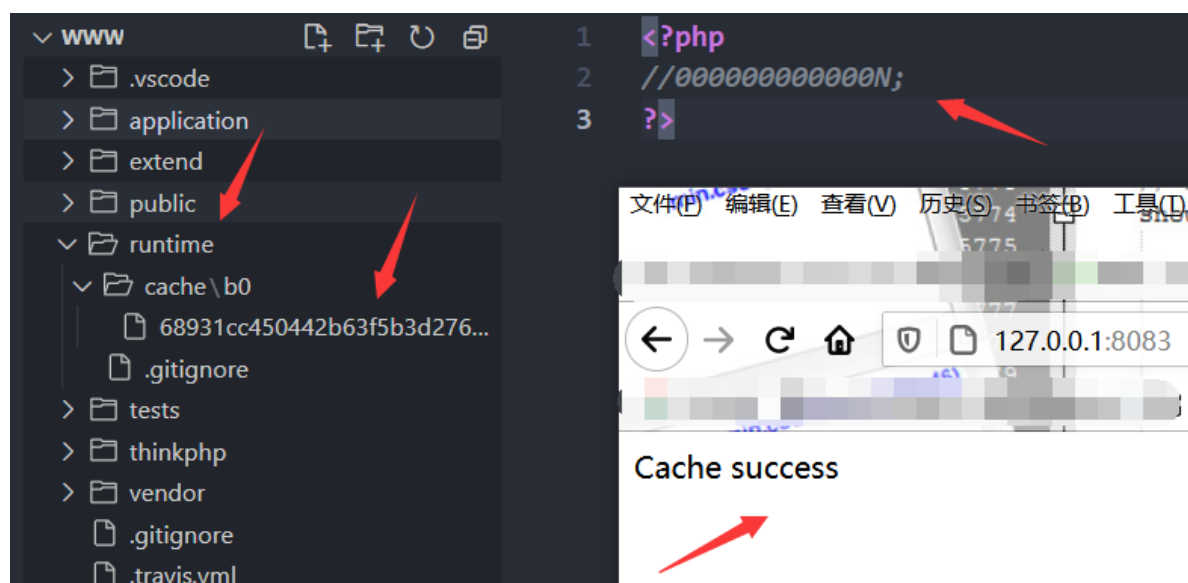 www
.vscode
application
extend
public
runtime
cache\b0
68931cc450442b63f5b3d276...
.gitignore
tests
thinkphp
vendor
.gitignore
.travis.yml
1 <?php
2 //000000000000N;
3 ?>
文件(F) 编辑(E) 查看(V) 历史(S) 书签(B) 工具(T)
5775
127.0.0.1:8083
Cache success